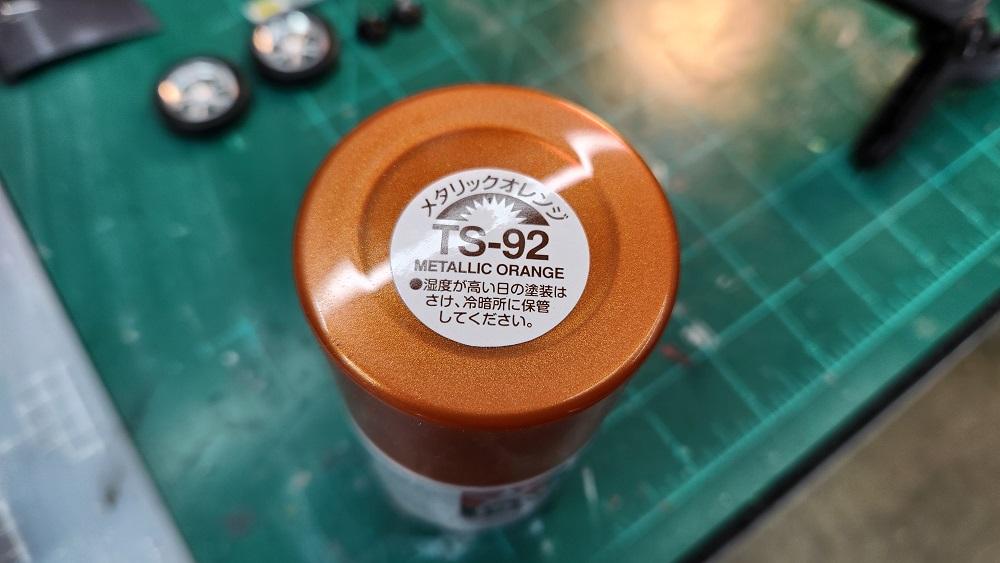 メタリックオレンジ
TS-92
METALLIC ORANGE
●湿度が高い日の塗装は
さけ、冷暗所に保管
してください。